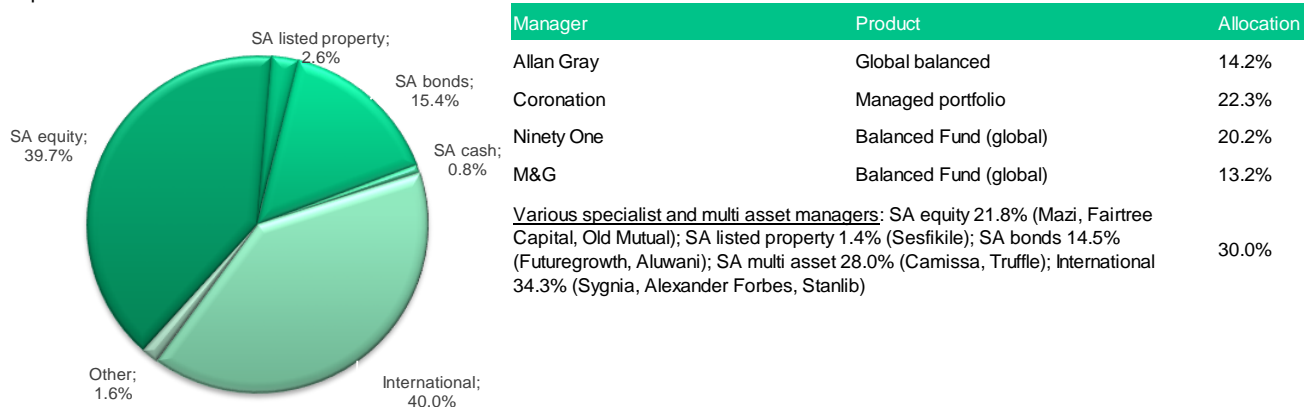 SA listed property;
2.6%
SA bonds;
15.4%
SA cash;
0.8%
SA equity;
39.7%
Other;
1.6%
International;
40.0%
Manager Product Allocation
Allan Gray Global balanced 14.2%
Coronation Managed portfolio 22.3%
Ninety One Balanced Fund (global) 20.2%
M&G Balanced Fund (global) 13.2%
Various specialist and multi asset managers: SA equity 21.8% (Mazi, Fairtree
Capital, Old Mutual); SA listed property 1.4% (Sesfikile); SA bonds 14.5%
(Futuregrowth, Aluwani); SA multi asset 28.0% (Camissa, Truffle); International
34.3% (Sygnia, Alexander Forbes, Stanlib)
30.0%